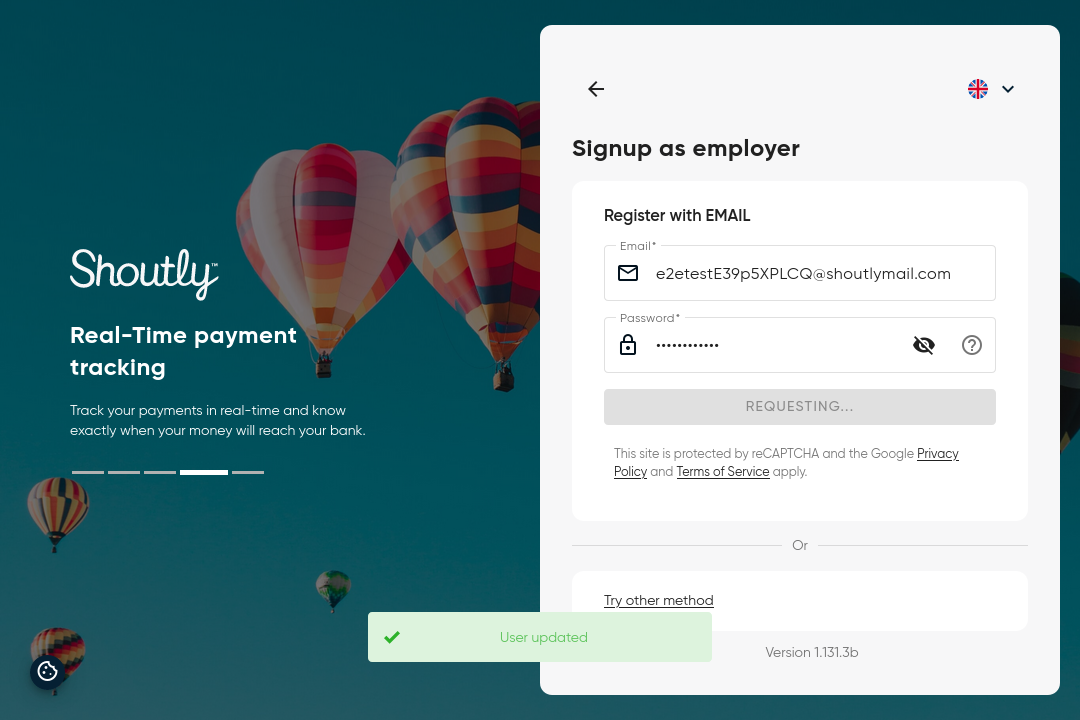 Shoutly™
Real-Time payment
tracking
Track your payments in real-time and know
exactly when your money will reach your bank.
Signup as employer
Register with EMAIL
Email*
e2etestE39p5XPLCQ@shoutlymail.com
Password*
••••••••••••
REQUESTING...
This site is protected by reCAPTCHA and the Google Privacy
Policy and Terms of Service apply.
Or
Try other method
User updated
Version 1.131.3b